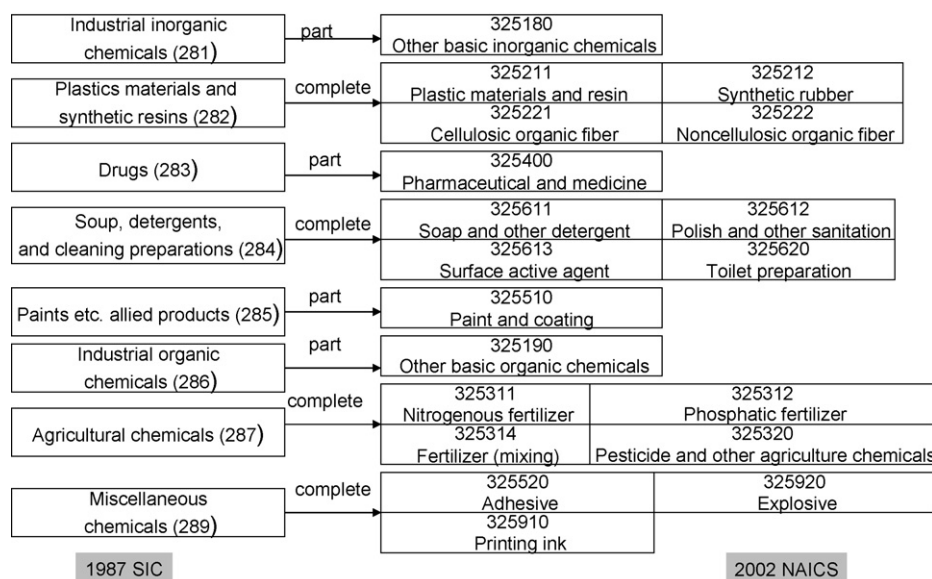 Industrial inorganic
chemicals (281)
part
325180
Other basic inorganic chemicals
Plastics materials and
synthetic resins (282)
complete
325211
Plastic materials and resin
325212
Synthetic rubber
325221
Cellulosic organic fiber
325222
Noncellulosic organic fiber
Drugs (283)
part
325400
Pharmaceutical and medicine
Soup, detergents,
and cleaning preparations (284)
complete
325611
Soap and other detergent
325612
Polish and other sanitation
325613
Surface active agent
325620
Toilet preparation
Paints etc. allied products (285)
part
325510
Paint and coating
Industrial organic
chemicals (286)
part
325190
Other basic organic chemicals
Agricultural chemicals (287)
complete
325311
Nitrogenous fertilizer
325312
Phosphatic fertilizer
325314
Fertilizer (mixing)
325320
Pesticide and other agriculture chemicals
Miscellaneous
chemicals (289)
complete
325520
Adhesive
325920
Explosive
325910
Printing ink
1987 SIC
2002 NAICS